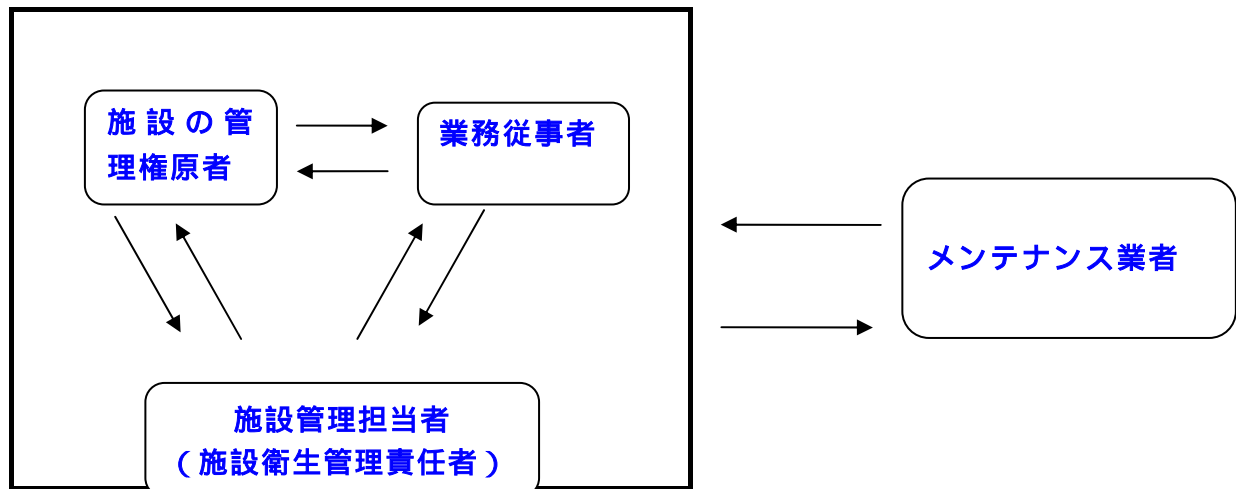 施設の管
理権原者
業務従事者
メンテナンス業者
施設管理担当者
（施設衛生管理責任者）